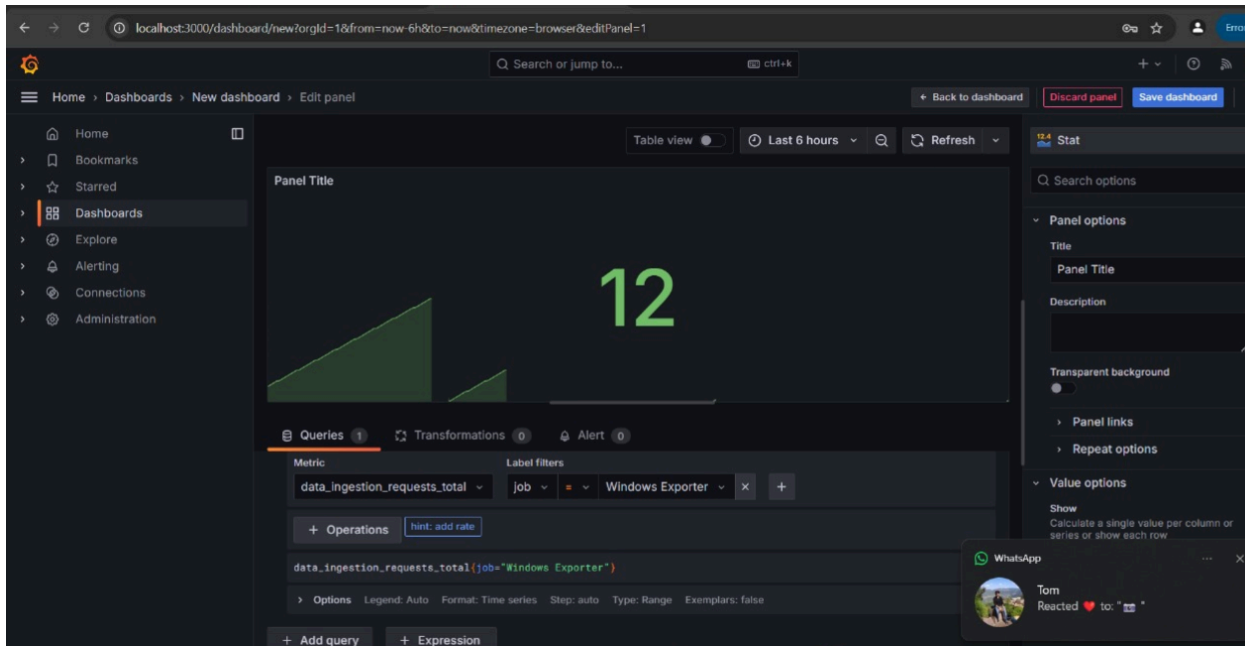 localhost:3000/dashboard/new?orgId=1&from=now-6h&to=now&timezone=browser&editPanel=1
Search or jump to...
ctrl+k
Home › Dashboards › New dashboard › Edit panel
Back to dashboard
Discard panel
Save dashboard
Home
Bookmarks
Starred
Dashboards
Explore
Alerting
Connections
Administration
Table view
Last 6 hours
Refresh
Panel Title
12
Queries 1
Transformations 0
Alert 0
Metric
Label filters
data_ingestion_requests_total
job
=
Windows Exporter
+ Operations
hint: add rate
data_ingestion_requests_total{job="Windows Exporter"}
Options Legend: Auto Format: Time series Step: auto Type: Range Exemplars: false
+ Add query
+ Expression
12.4
Stat
Search options
Panel options
Title
Panel Title
Description
Transparent background
Panel links
Repeat options
Value options
Show
Calculate a single value per column or
series or show each row
WhatsApp
Tom
Reacted ❤️ to: "📷 "